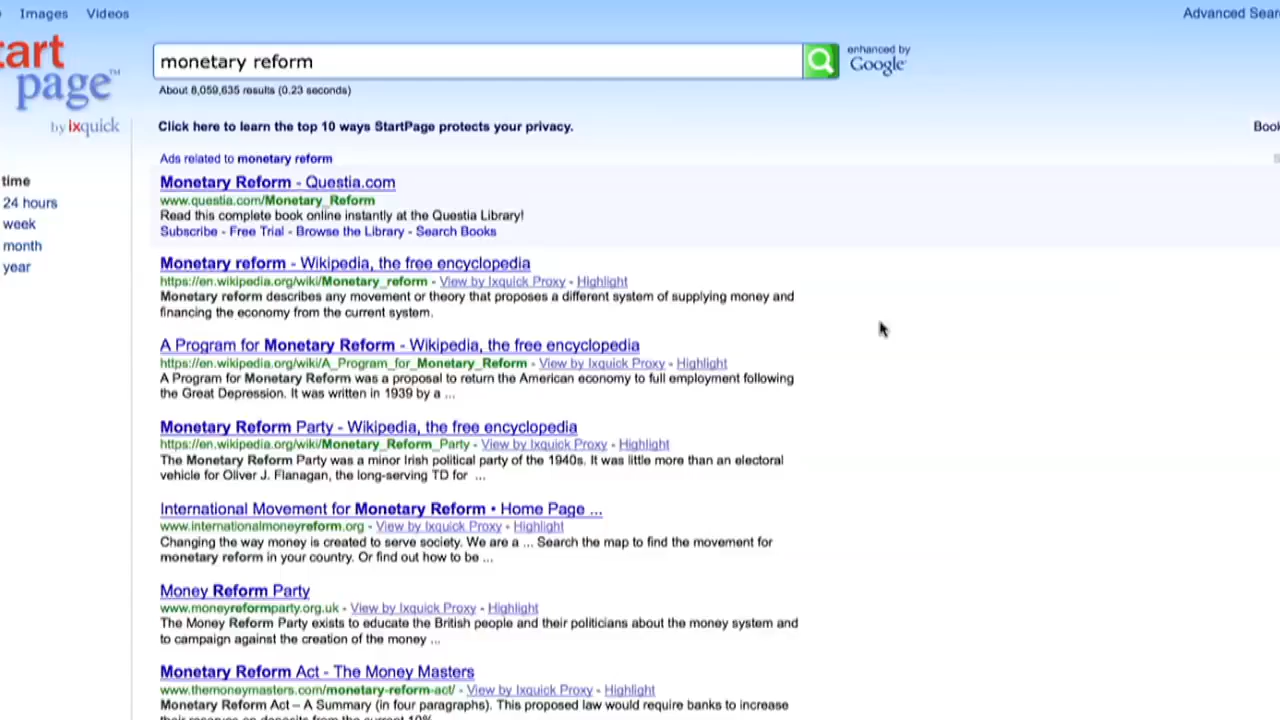 Images Videos Advanced Sear
art
page™
by ixquick
monetary reform
enhanced by
Google
About 8,059,635 results (0.23 seconds)
Click here to learn the top 10 ways StartPage protects your privacy.
Book
Ads related to monetary reform
time
24 hours
week
month
year
Monetary Reform - Questia.com
www.questia.com/Monetary_Reform
Read this complete book online instantly at the Questia Library!
Subscribe - Free Trial - Browse the Library - Search Books
Monetary reform - Wikipedia, the free encyclopedia
https://en.wikipedia.org/wiki/Monetary_reform - View by Ixquick Proxy - Highlight
Monetary reform describes any movement or theory that proposes a different system of supplying money and
financing the economy from the current system.
A Program for Monetary Reform - Wikipedia, the free encyclopedia
https://en.wikipedia.org/wiki/A_Program_for_Monetary_Reform - View by Ixquick Proxy - Highlight
A Program for Monetary Reform was a proposal to return the American economy to full employment following
the Great Depression. It was written in 1939 by a ...
Monetary Reform Party - Wikipedia, the free encyclopedia
https://en.wikipedia.org/wiki/Monetary_Reform_Party - View by Ixquick Proxy - Highlight
The Monetary Reform Party was a minor Irish political party of the 1940s. It was little more than an electoral
vehicle for Oliver J. Flanagan, the long-serving TD for ...
International Movement for Monetary Reform • Home Page ...
www.internationalmoneyreform.org - View by Ixquick Proxy - Highlight
Changing the way money is created to serve society. We are a ... Search the map to find the movement for
monetary reform in your country. Or find out how to be ...
Money Reform Party
www.moneyreformparty.org.uk - View by Ixquick Proxy - Highlight
The Money Reform Party exists to educate the British people and their politicians about the money system and
to campaign against the creation of the money ...
Monetary Reform Act - The Money Masters
www.themoneymasters.com/monetary-reform-act/ - View by Ixquick Proxy - Highlight
Monetary Reform Act – A Summary (in four paragraphs). This proposed law would require banks to increase
their reserves on deposits from the current 10%